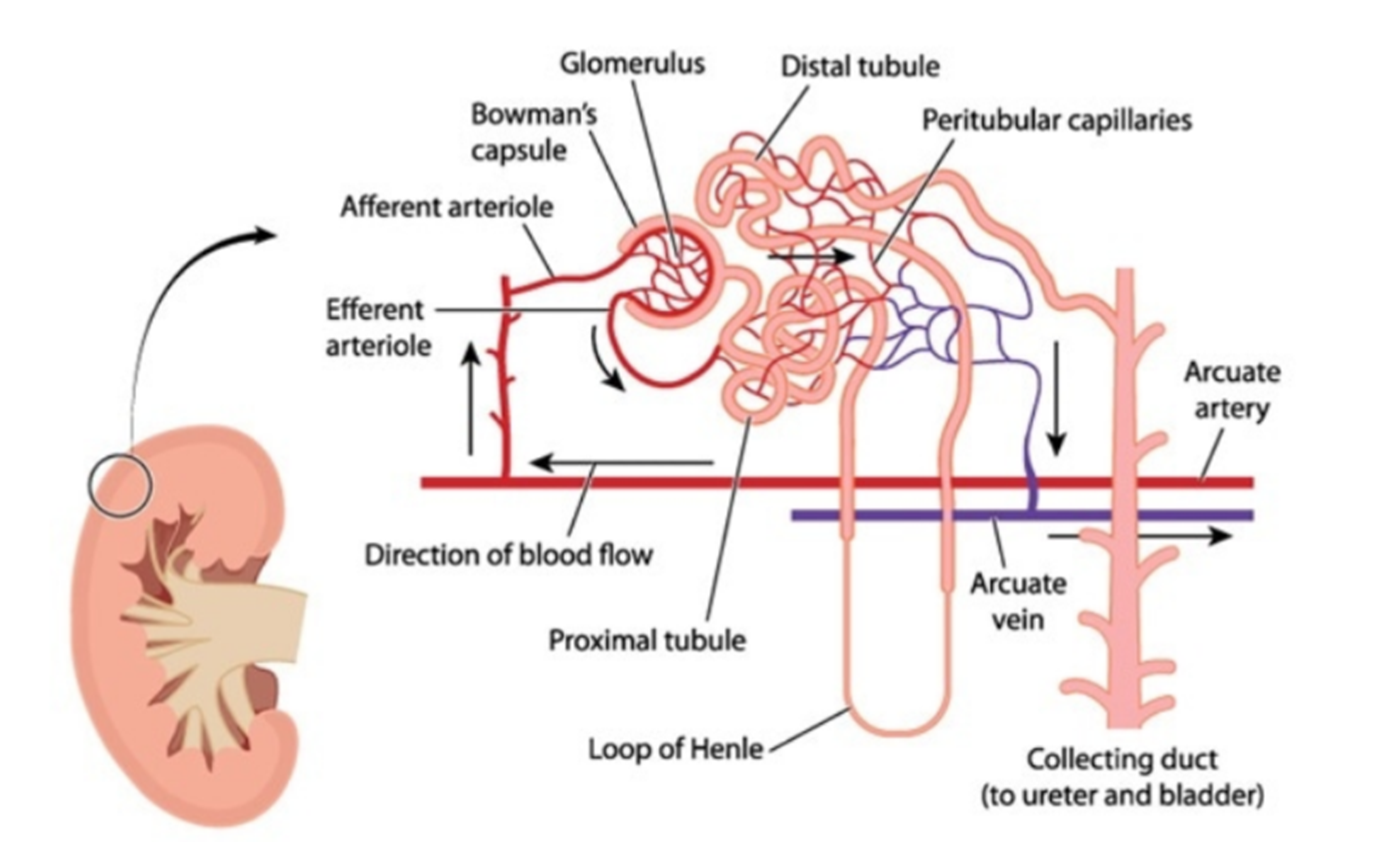 Glomerulus
Distal tubule
Bowman's
capsule
Peritubular capillaries
Afferent arteriole
Efferent
arteriole
Arcuate
artery
Direction of blood flow
Arcuate
vein
Proximal tubule
Loop of Henle
Collecting duct
(to ureter and bladder)